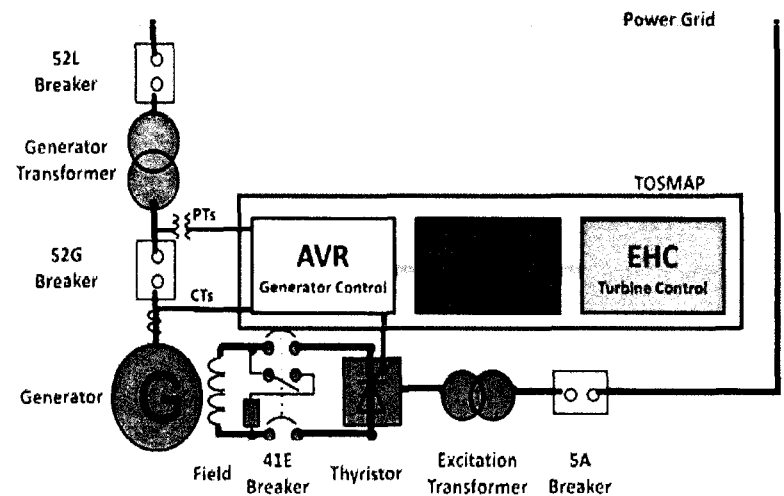 Power Grid
52L
Breaker
Generator
Transformer
TOSMAP
PTs
AVR
Generator Control
EHC
Turbine Control
52G
Breaker
CTs
Generator
G
Field
41E
Breaker
Thyristor
Excitation
Transformer
5A
Breaker